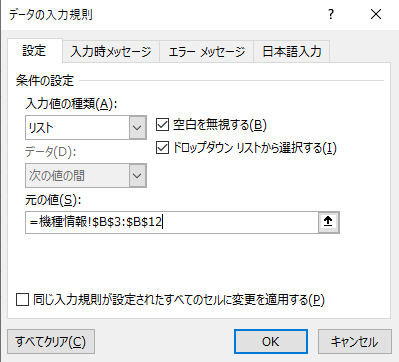 データの入力規則 ? ×
設定 入力時メッセージ エラー メッセージ 日本語入力
条件の設定
入力値の種類(A):
リスト 空白を無視する(B)
データ(D): ドロップダウン リストから選択する(I)
次の値の間
元の値(S):
=機種情報!$B$3:$B$12
同じ入力規則が設定されたすべてのセルに変更を適用する(P)
すべてクリア(C) OK キャンセル